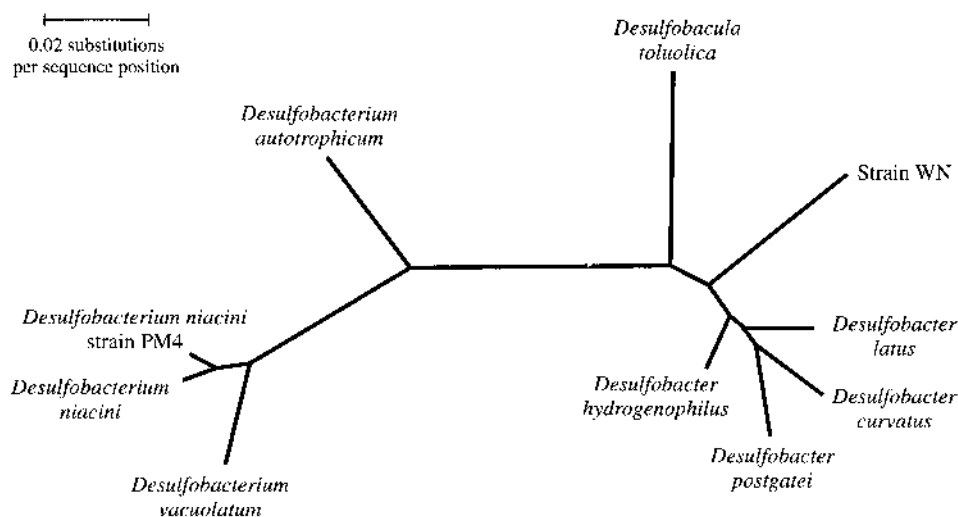 0.02 substitutions
per sequence position
Desulfobacula
toluolica
Desulfobacterium
autotrophicum
Strain WN
Desulfobacterium niacini
strain PM4
Desulfobacterium
niacini
Desulfobacterium
vacuolatum
Desulfobacter
hydrogenophilus
Desulfobacter
latus
Desulfobacter
curvatus
Desulfobacter
postgatei